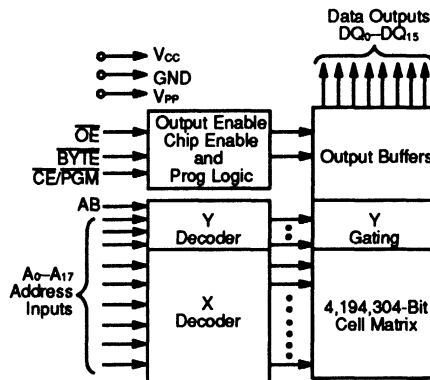 Data Outputs
DQ0–DQ15
VCC
GND
VPP
OE
BYTE
CE/PGM
Output Enable
Chip Enable
and
Prog Logic
Output Buffers
AB
A0–A17
Address
Inputs
Y
Decoder
Y
Gating
X
Decoder
4,194,304-Bit
Cell Matrix